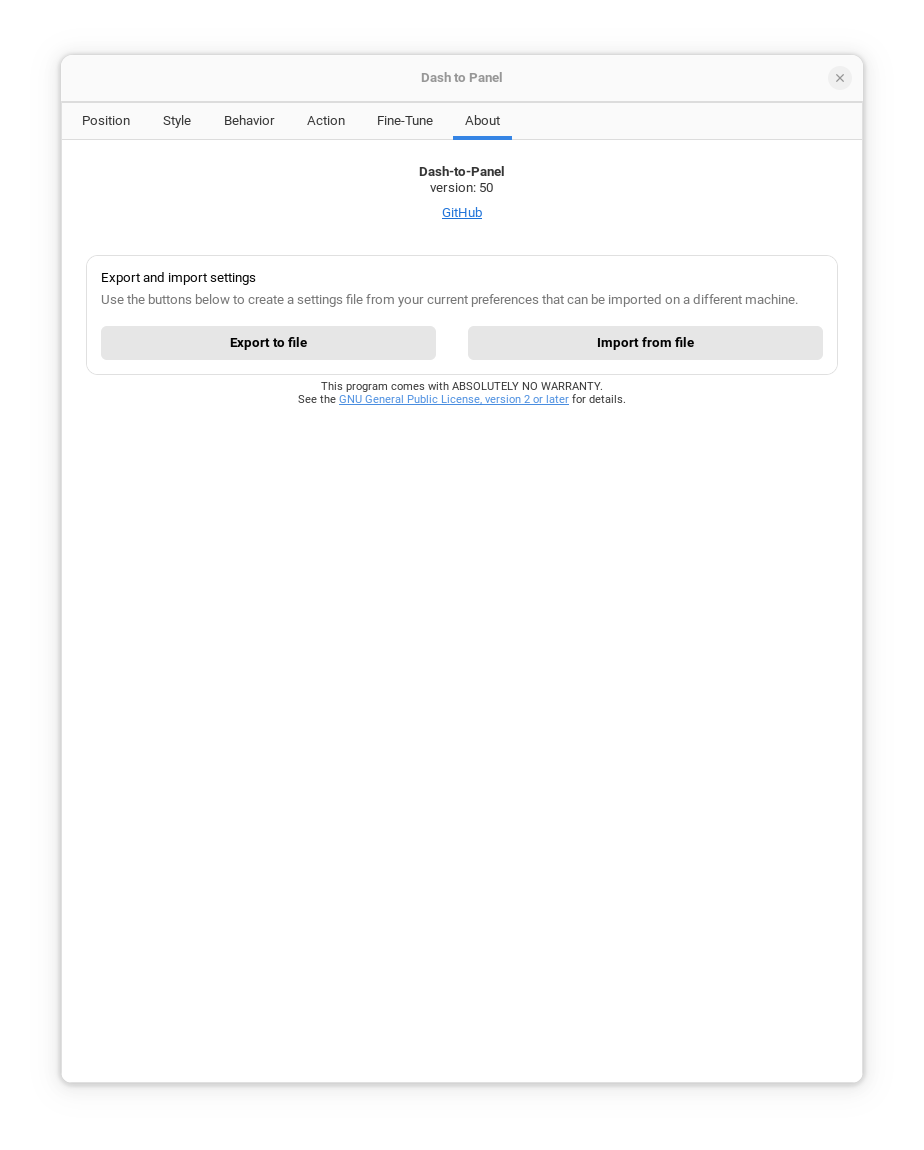 Dash to Panel
Position Style Behavior Action Fine-Tune About
Dash-to-Panel
version: 50
GitHub
Export and import settings
Use the buttons below to create a settings file from your current preferences that can be imported on a different machine.
Export to file Import from file
This program comes with ABSOLUTELY NO WARRANTY.
See the GNU General Public License, version 2 or later for details.